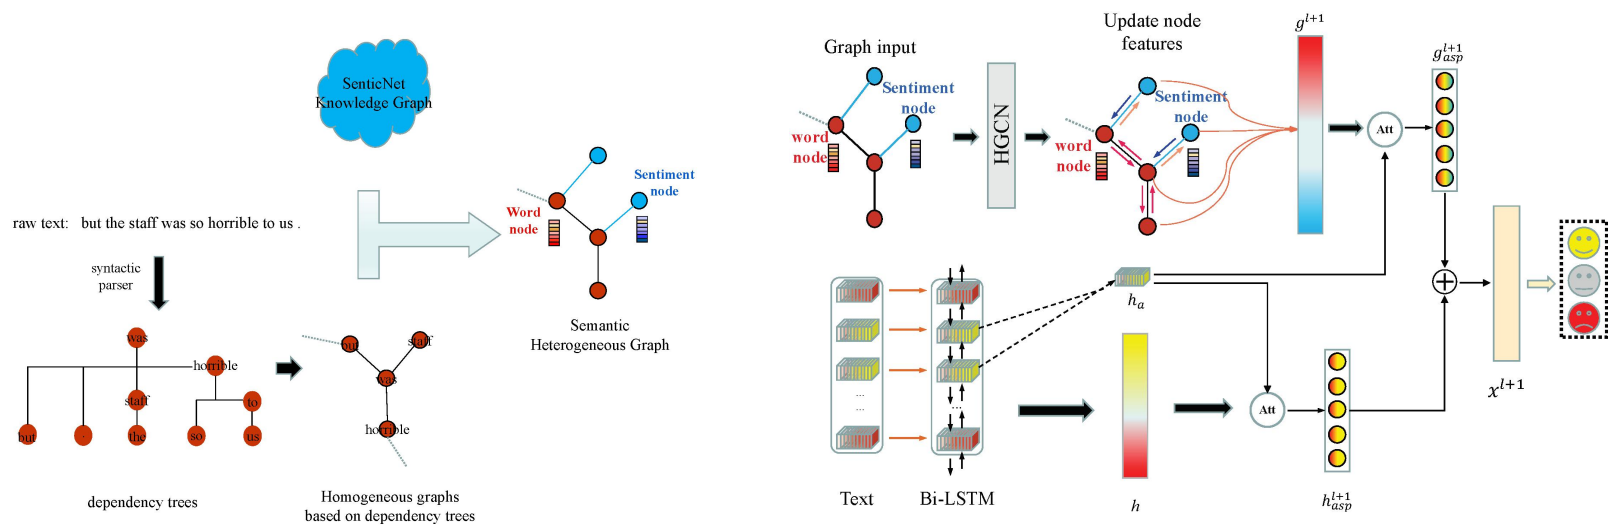 SenticNet
Knowledge Graph
raw text: but the staff was so horrible to us .
syntactic
parser
was
horrible
staff
to
but
.
the
so
us
dependency trees
but
staff
was
horrible
Homogeneous graphs
based on dependency trees
Word
node
Sentiment
node
Semantic
Heterogeneous Graph
Graph input
Sentiment
node
word
node
HGCN
Update node
features
Sentiment
node
word
node
g^{l+1}
Att
g_{asp}^{l+1}
...
...
...
Text
Bi-LSTM
h_a
h
Att
h_{asp}^{l+1}
+
x^{l+1}